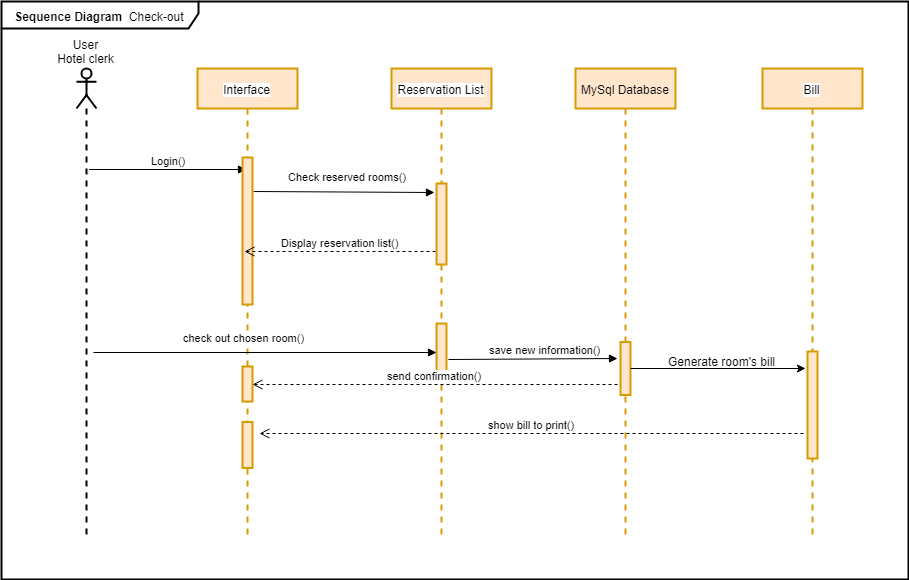 Sequence Diagram Check-out
User
Hotel clerk
Interface
Reservation List
MySql Database
Bill
Login()
Check reserved rooms()
Display reservation list()
check out chosen room()
save new information()
Generate room's bill
send confirmation()
show bill to print()